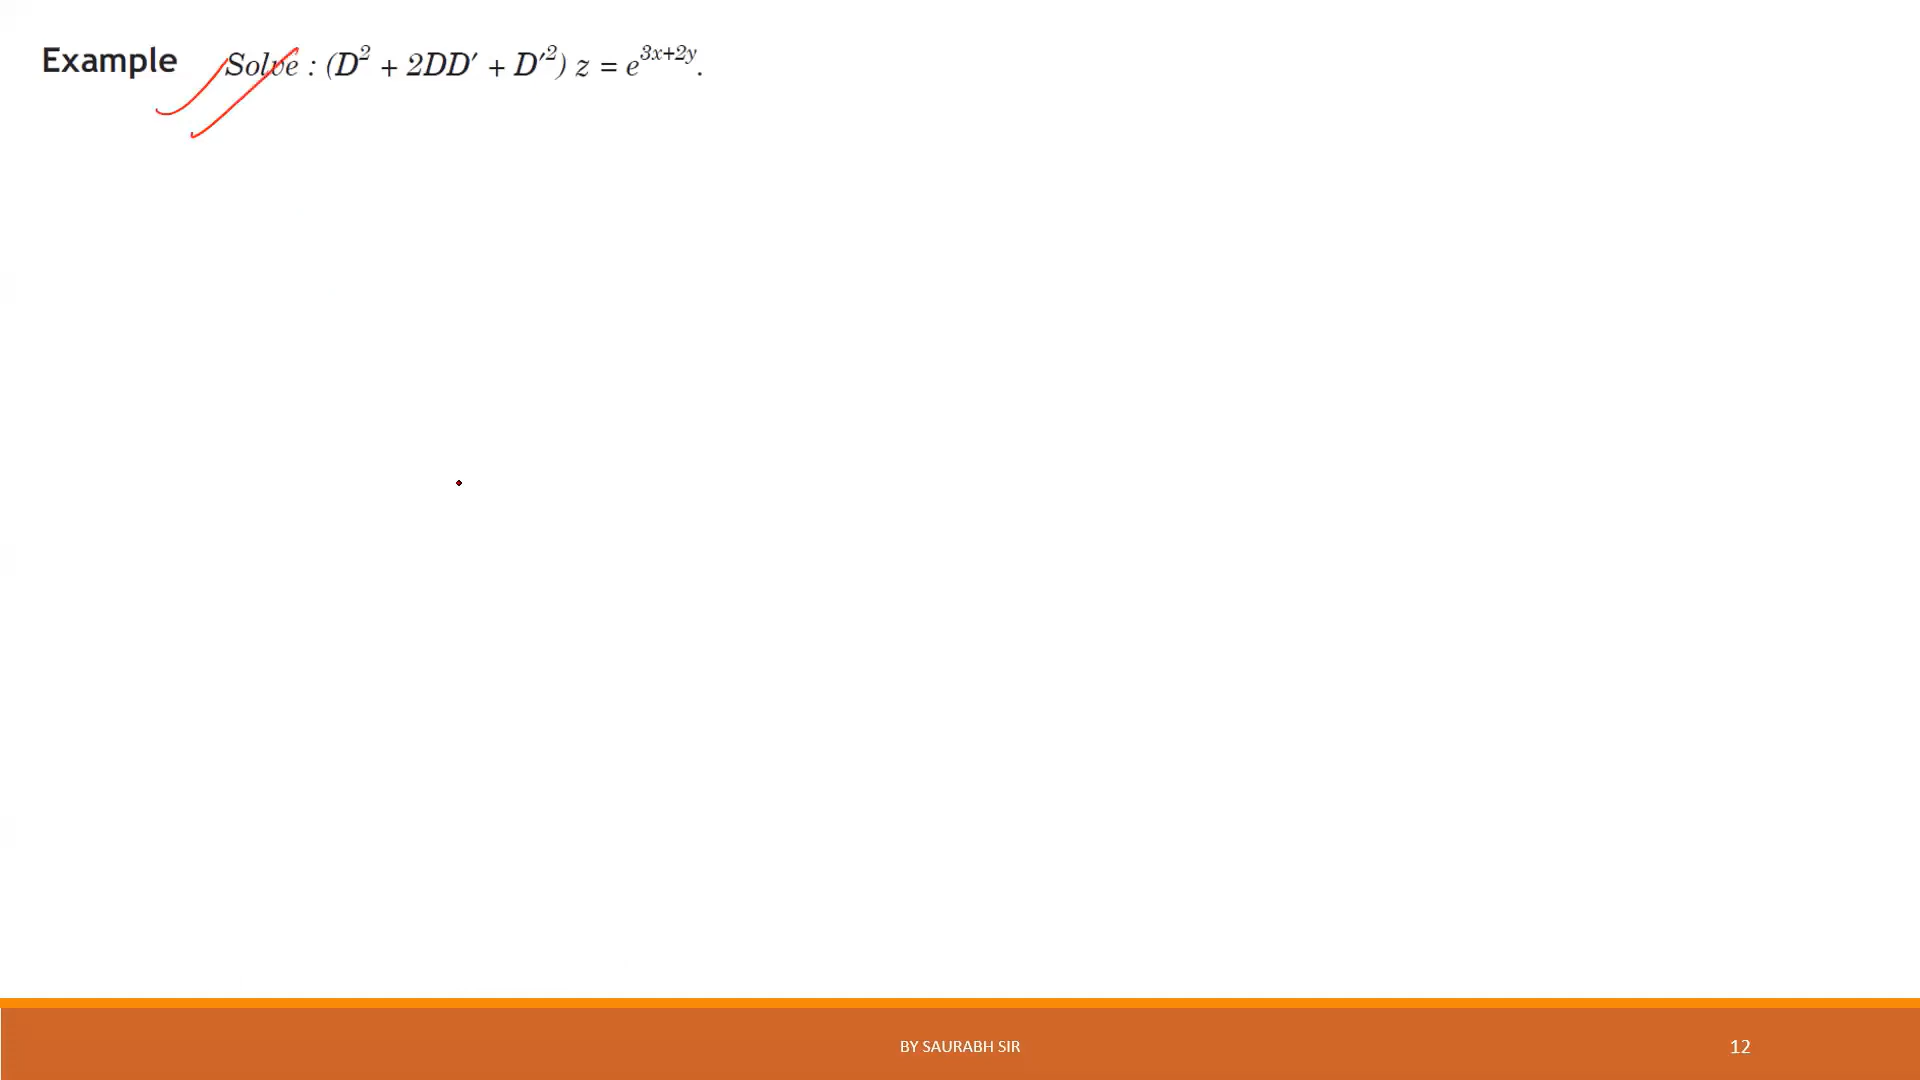 Example Solve : (D² + 2DD′ + D′²) z = e^{3x+2y}.
BY SAURABH SIR
12